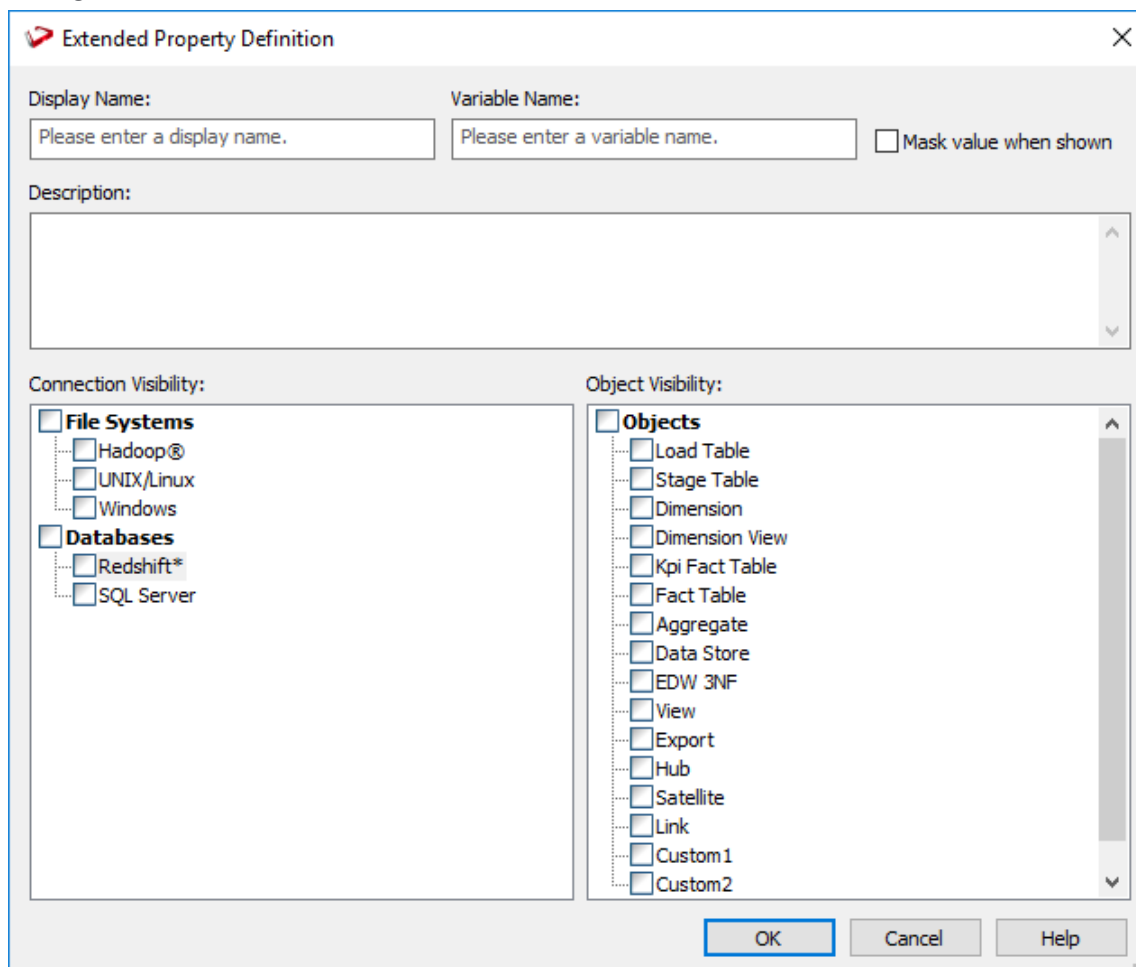 Extended Property Definition
Display Name:
Variable Name:
Please enter a display name.
Please enter a variable name.
Mask value when shown
Description:
Connection Visibility:
File Systems
Hadoop®
UNIX/Linux
Windows
Databases
Redshift*
SQL Server
Object Visibility:
Objects
Load Table
Stage Table
Dimension
Dimension View
Kpi Fact Table
Fact Table
Aggregate
Data Store
EDW 3NF
View
Export
Hub
Satellite
Link
Custom1
Custom2
OK
Cancel
Help